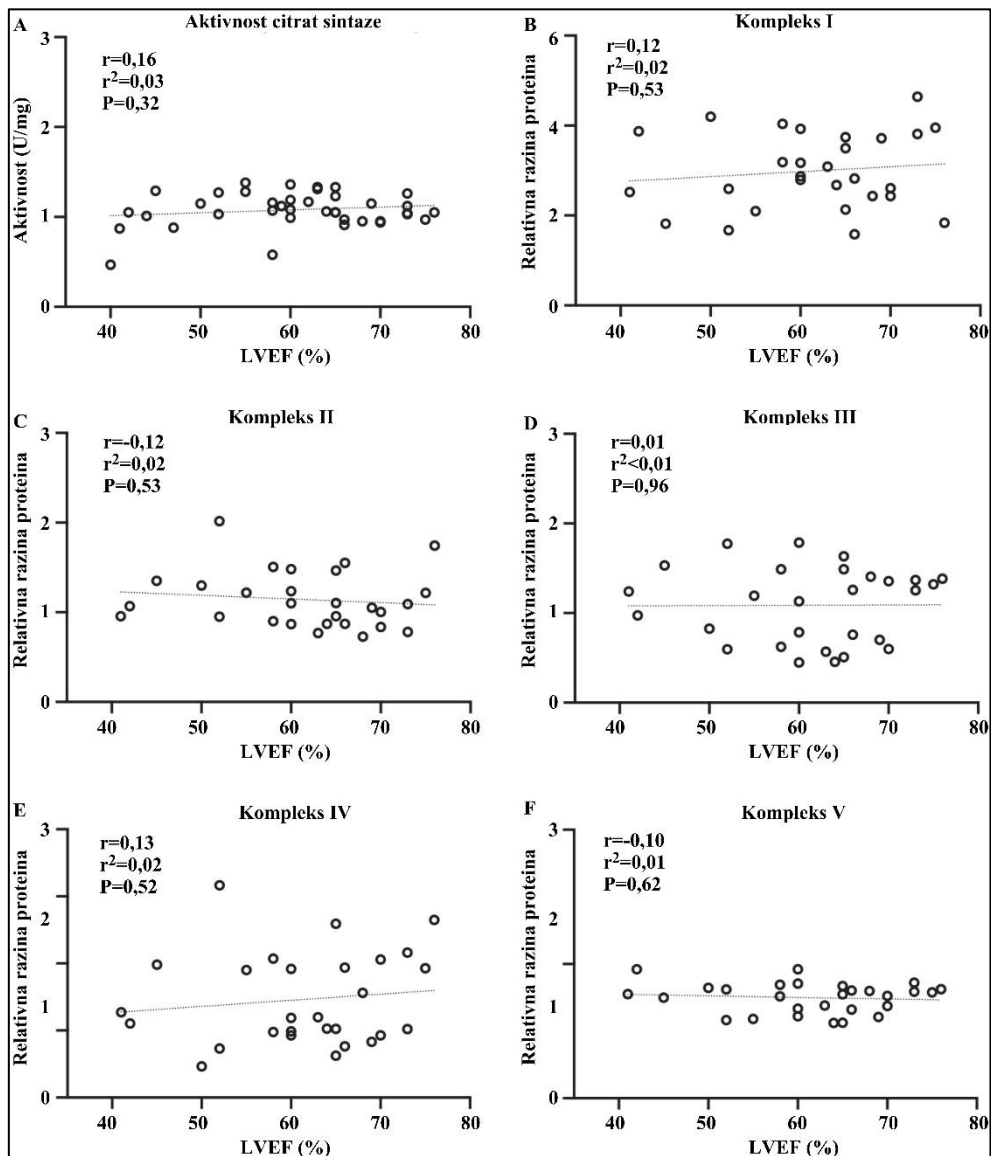 A
Aktivnost citrat sintaze
r=0,16
r²=0,03
P=0,32
Aktivnost (U/mg)
3
2
1
0
40 50 60 70 80
LVEF (%)
B
Kompleks I
r=0,12
r²=0,02
P=0,53
Relativna razina proteina
6
4
2
0
40 50 60 70 80
LVEF (%)
C
Kompleks II
r=-0,12
r²=0,02
P=0,53
Relativna razina proteina
3
2
1
0
40 50 60 70 80
LVEF (%)
D
Kompleks III
r=0,01
r²<0,01
P=0,96
Relativna razina proteina
3
2
1
0
40 50 60 70 80
LVEF (%)
E
Kompleks IV
r=0,13
r²=0,02
P=0,52
Relativna razina proteina
3
2
1
0
40 50 60 70 80
LVEF (%)
F
Kompleks V
r=-0,10
r²=0,01
P=0,62
Relativna razina proteina
3
2
1
0
40 50 60 70 80
LVEF (%)